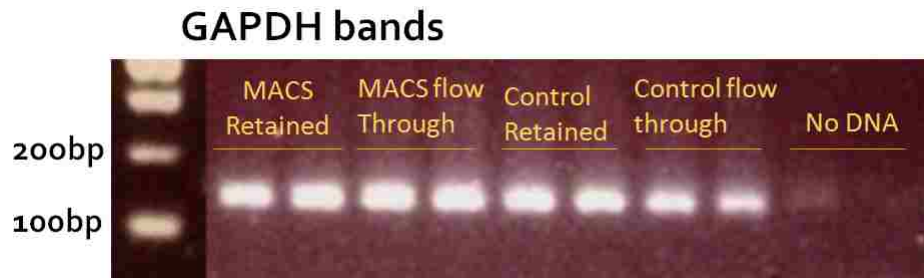 GAPDH bands
MACS
Retained
MACS flow
Through
Control
Retained
Control flow
through
No DNA
200bp
100bp